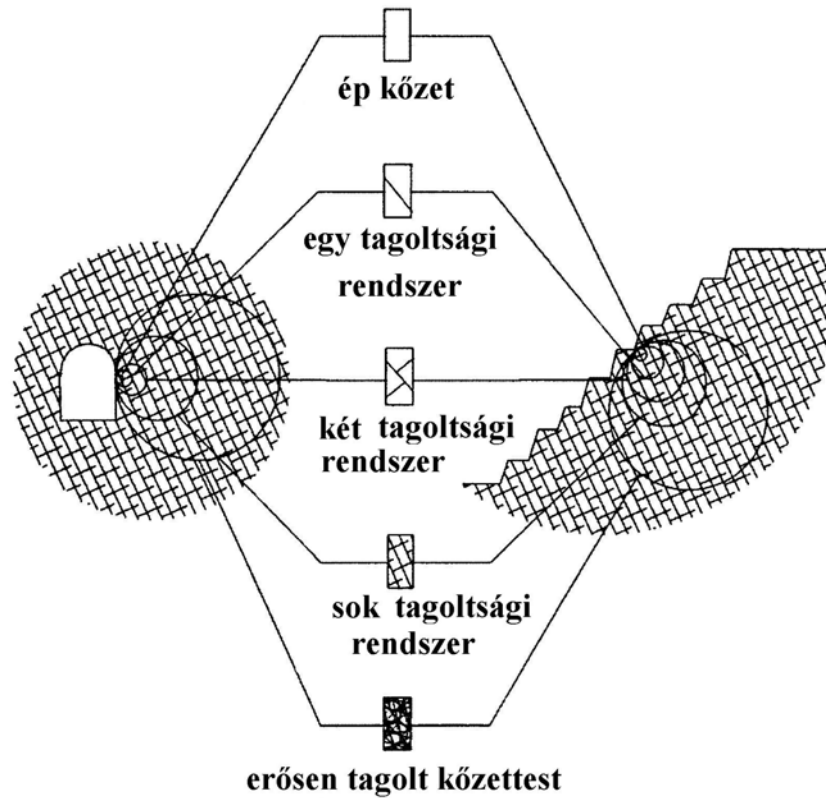 ép kőzet
egy tagoltsági
rendszer
két tagoltsági
rendszer
sok tagoltsági
rendszer
erősen tagolt kőzettest